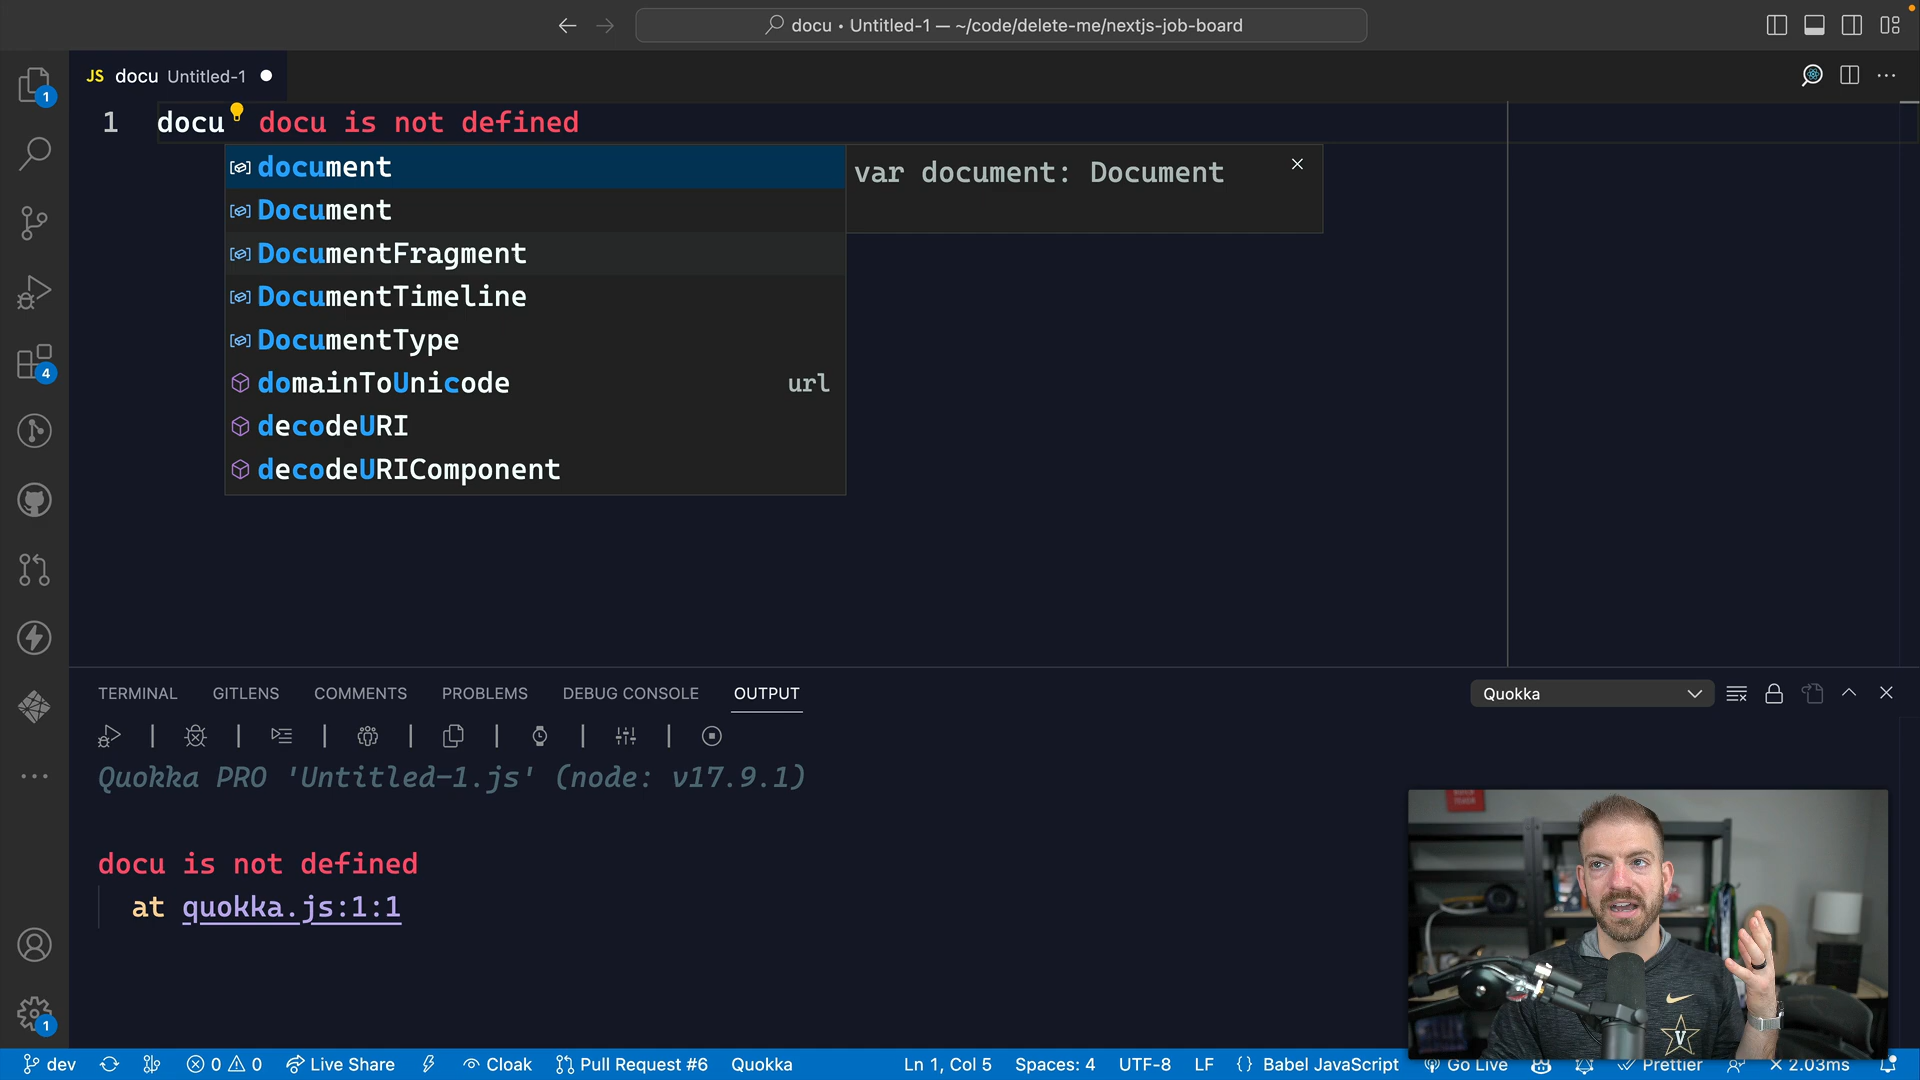 docu • Untitled-1 — ~/code/delete-me/nextjs-job-board
JS docu Untitled-1
1
1 docu docu is not defined
document
var document: Document
Document
DocumentFragment
DocumentTimeline
DocumentType
domainToUnicode url
decodeURI
decodeURIComponent
4
TERMINAL GITLENS COMMENTS PROBLEMS DEBUG CONSOLE OUTPUT Quokka
Quokka PRO 'Untitled-1.js' (node: v17.9.1)
docu is not defined
at quokka.js:1:1
V
1
dev 0 0 Live Share Cloak Pull Request #6 Quokka Ln 1, Col 5 Spaces: 4 UTF-8 LF {} Babel JavaScript Go Live Prettier 2.03ms